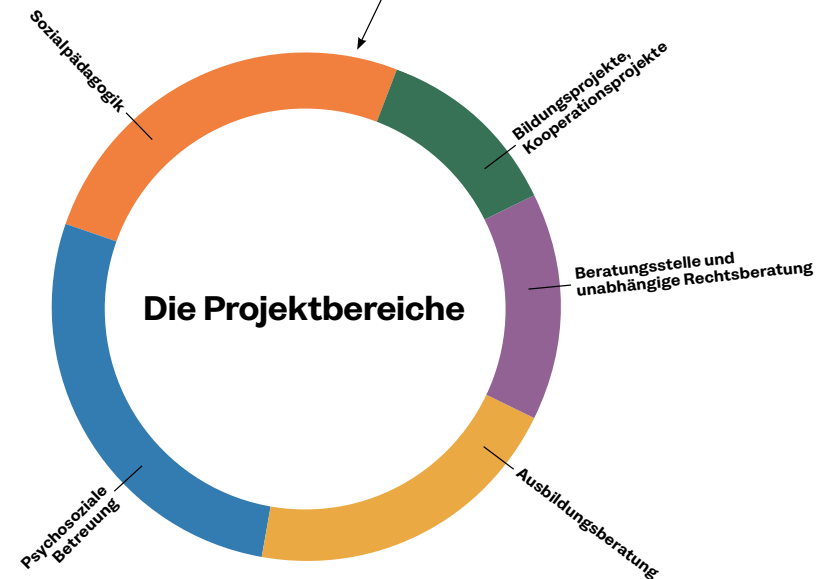 Sozialpädagogik
Bildungsprojekte,
Kooperationsprojekte
Beratungsstelle und
unabhängige Rechtsberatung
Die Projektbereiche
Ausbildungsberatung
Psychosoziale
Betreuung